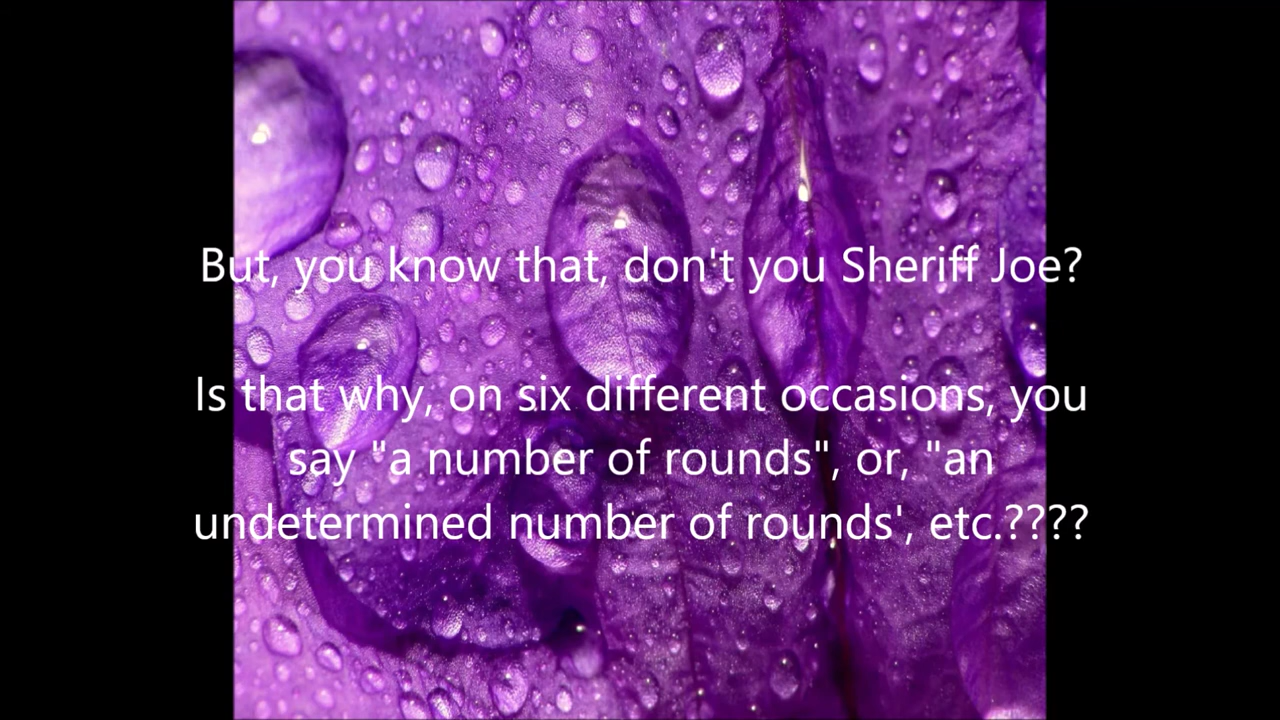 But, you know that, don't you Sheriff Joe?
Is that why, on six different occasions, you
say "a number of rounds", or, "an
undetermined number of rounds', etc.????